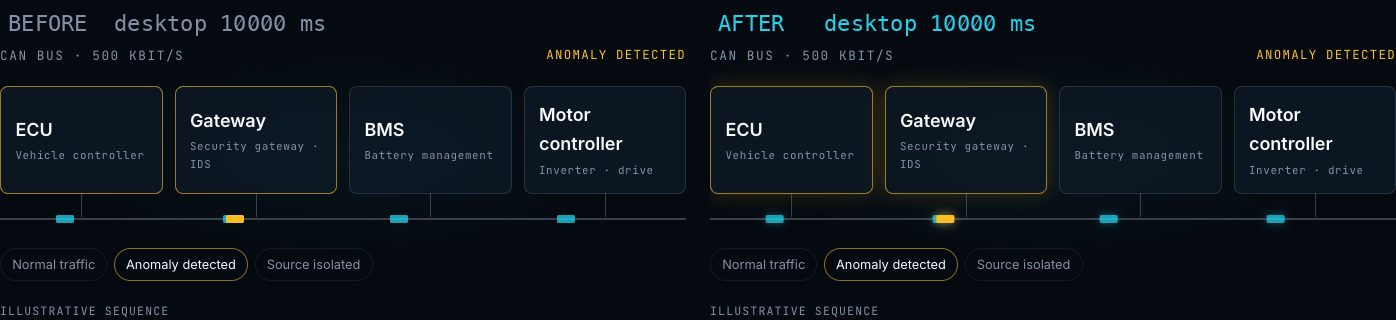 BEFORE desktop 10000 ms
CAN BUS · 500 KBIT/S
ANOMALY DETECTED
ECU
Vehicle controller
Gateway
Security gateway ·
IDS
BMS
Battery management
Motor
controller
Inverter · drive
Normal traffic
Anomaly detected
Source isolated
ILLUSTRATIVE SEQUENCE
AFTER desktop 10000 ms
CAN BUS · 500 KBIT/S
ANOMALY DETECTED
ECU
Vehicle controller
Gateway
Security gateway ·
IDS
BMS
Battery management
Motor
controller
Inverter · drive
Normal traffic
Anomaly detected
Source isolated
ILLUSTRATIVE SEQUENCE